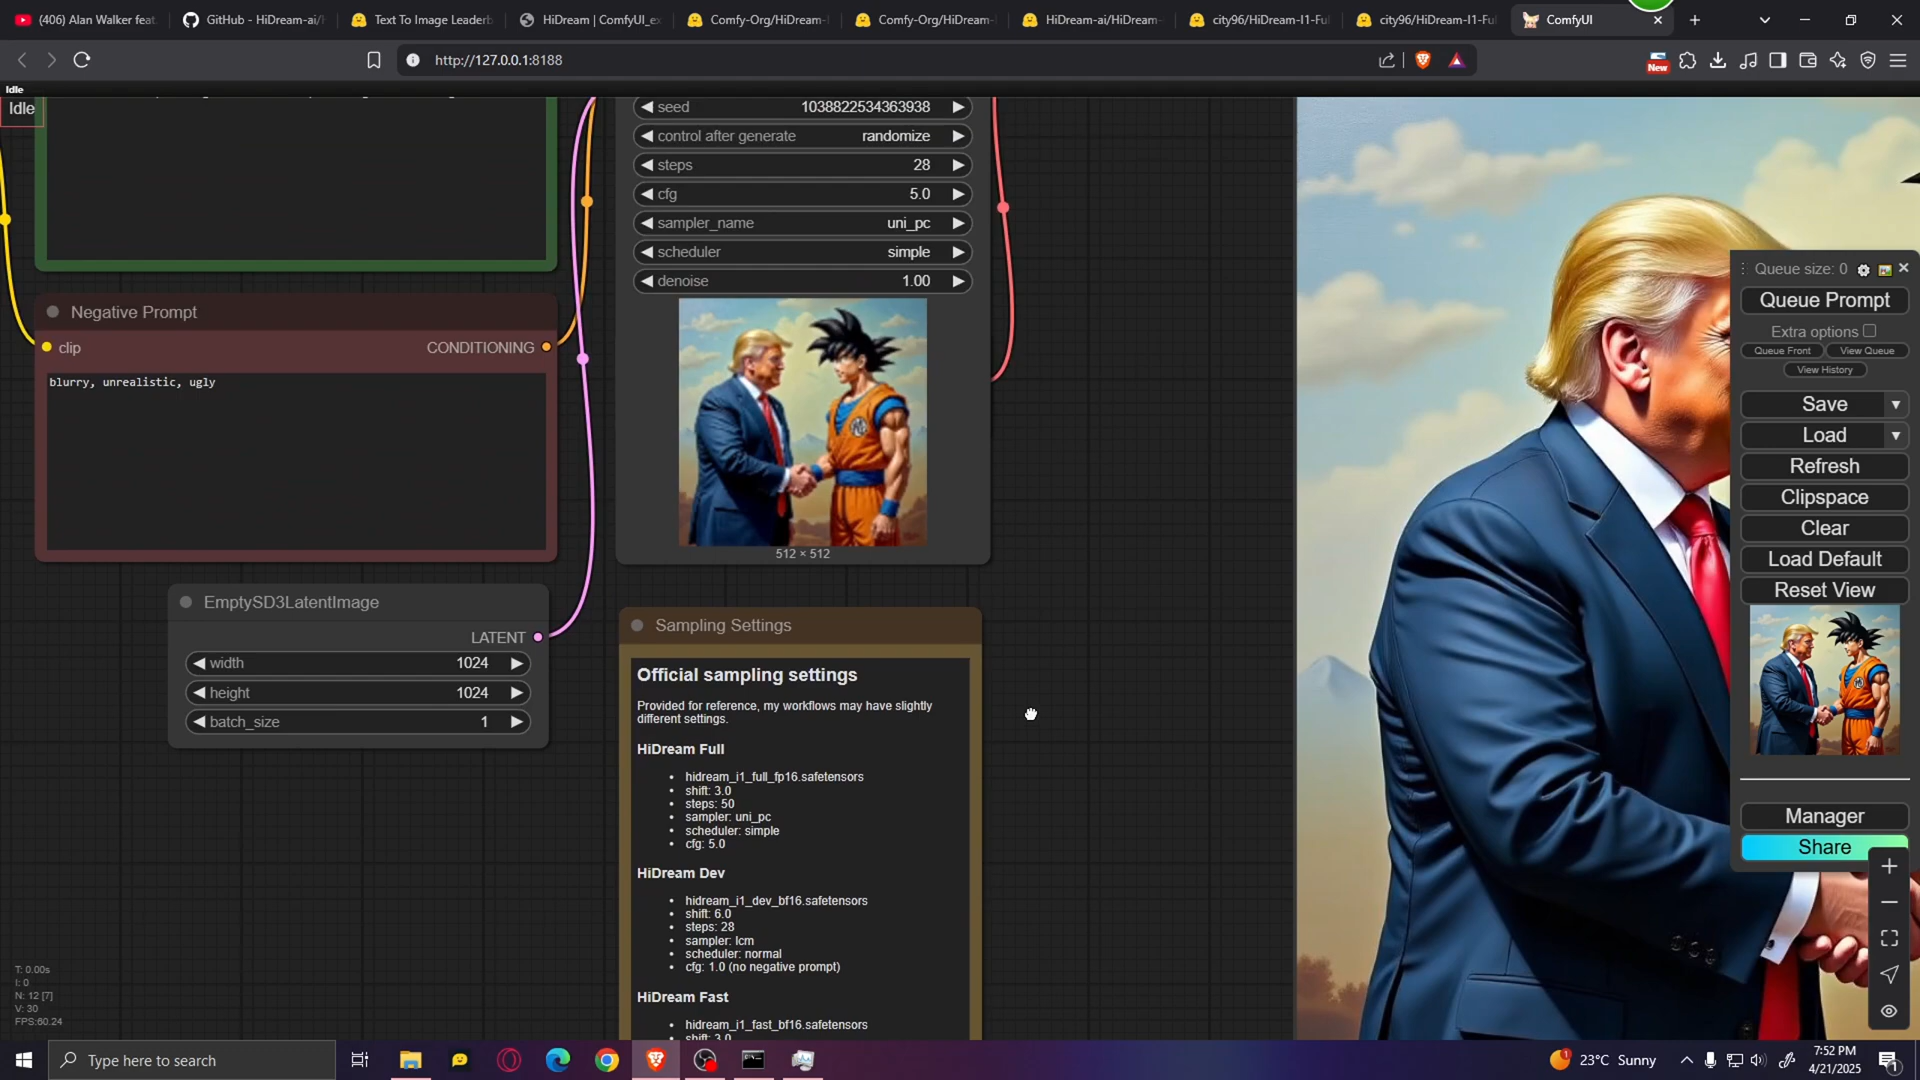 (406) Alan Walker feat.
GitHub - HiDream-ai/H
Text To Image Leaderb
HiDream | ComfyUI_ex
Comfy-Org/HiDream-I
Comfy-Org/HiDream-I
HiDream-ai/HiDream-
city96/HiDream-I1-Ful
city96/HiDream-I1-Ful
ComfyUI
http://127.0.0.1:8188
New
Idle
Idle
seed 1038822534363938
control after generate randomize
steps 28
cfg 5.0
sampler_name uni_pc
scheduler simple
denoise 1.00
512 × 512
Negative Prompt
clip CONDITIONING
blurry, unrealistic, ugly
EmptySD3LatentImage
LATENT
width 1024
height 1024
batch_size 1
Sampling Settings
Official sampling settings
Provided for reference, my workflows may have slightly
different settings.
HiDream Full
• hidream_i1_full_fp16.safetensors
• shift: 3.0
• steps: 50
• sampler: uni_pc
• scheduler: simple
• cfg: 5.0
HiDream Dev
• hidream_i1_dev_bf16.safetensors
• shift: 6.0
• steps: 28
• sampler: lcm
• scheduler: normal
• cfg: 1.0 (no negative prompt)
HiDream Fast
• hidream_i1_fast_bf16.safetensors
• shift: 3.0
Queue size: 0
Queue Prompt
Extra options
Queue Front
View Queue
View History
Save
Load
Refresh
Clipspace
Clear
Load Default
Reset View
Manager
Share
T: 0.00s
I: 0
N: 12 [7]
V: 30
FPS:60.24
Type here to search
23°C Sunny
7:52 PM
4/21/2025